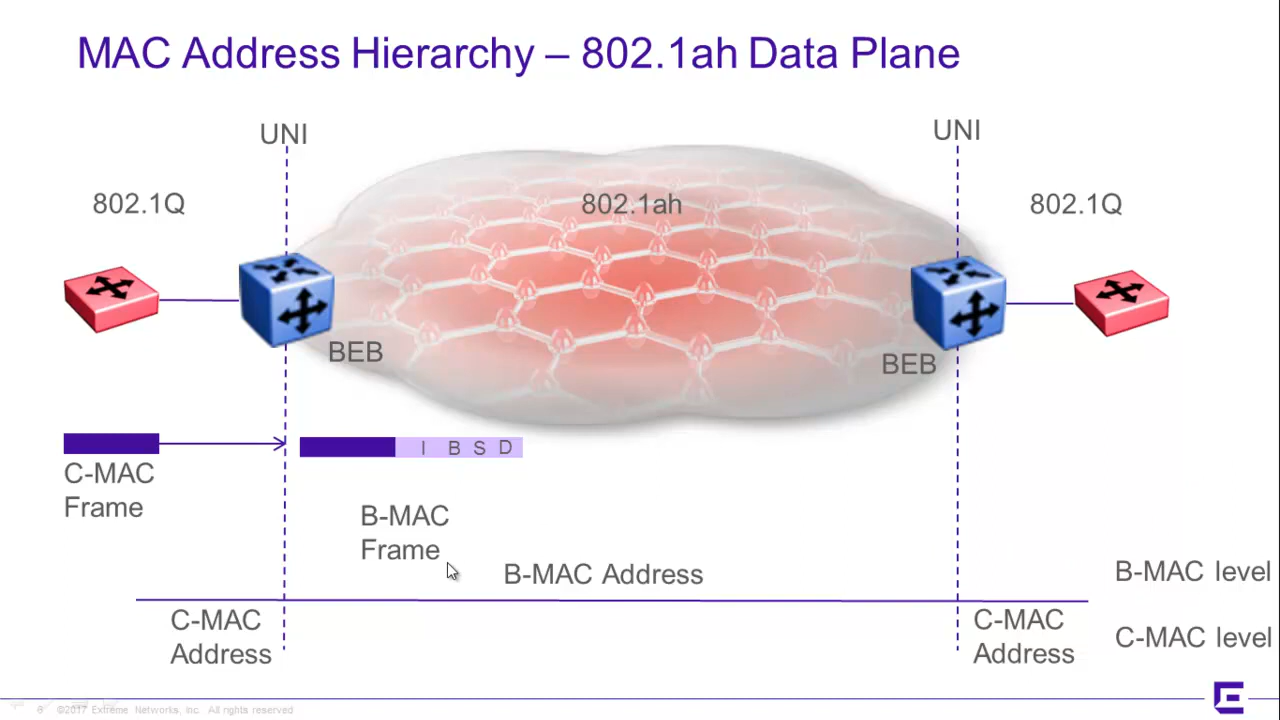 MAC Address Hierarchy – 802.1ah Data Plane
UNI
UNI
802.1Q
802.1ah
802.1Q
BEB
BEB
I B S D
C-MAC
Frame
B-MAC
Frame
B-MAC Address
B-MAC level
C-MAC
Address
C-MAC
Address
C-MAC level
6 ©2017 Extreme Networks, Inc. All rights reserved